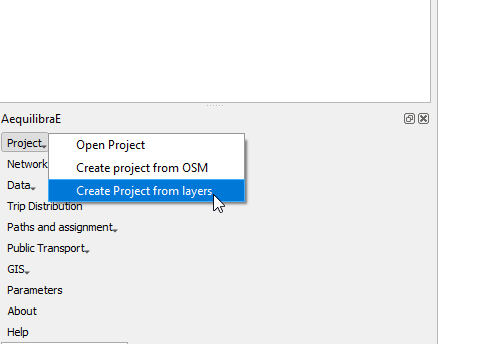 AequilibraE
Project
Open Project
Create project from OSM
Create Project from layers
Network
Data
Trip Distribution
Paths and assignment
Public Transport
GIS
Parameters
About
Help